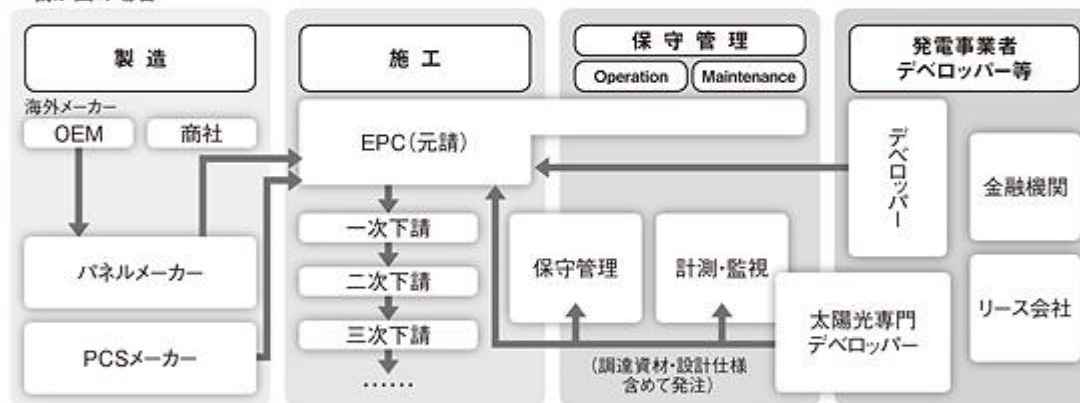 製造
海外メーカー
OEM
商社
パネルメーカー
PCSメーカー
施工
EPC(元請)
一次下請
二次下請
三次下請
……
保守管理
Operation
Maintenance
保守管理
計測・監視
(調達資材・設計仕様
含めて発注)
発電事業者
デベロッパー等
デベロッパー
金融機関
リース会社
太陽光専門
デベロッパー